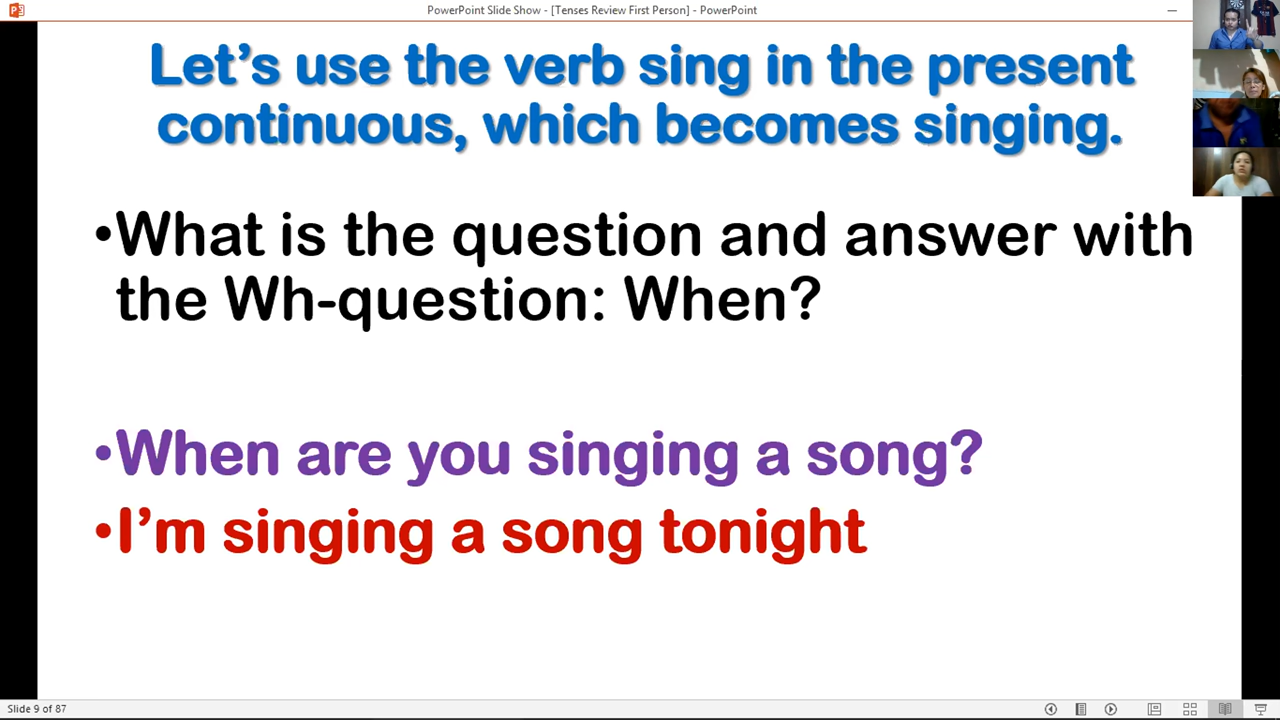 PowerPoint Slide Show - [Tenses Review First Person] - PowerPoint
Let's use the verb sing in the present
continuous, which becomes singing.
•What is the question and answer with
the Wh-question: When?
•When are you singing a song?
•I'm singing a song tonight
Slide 9 of 87